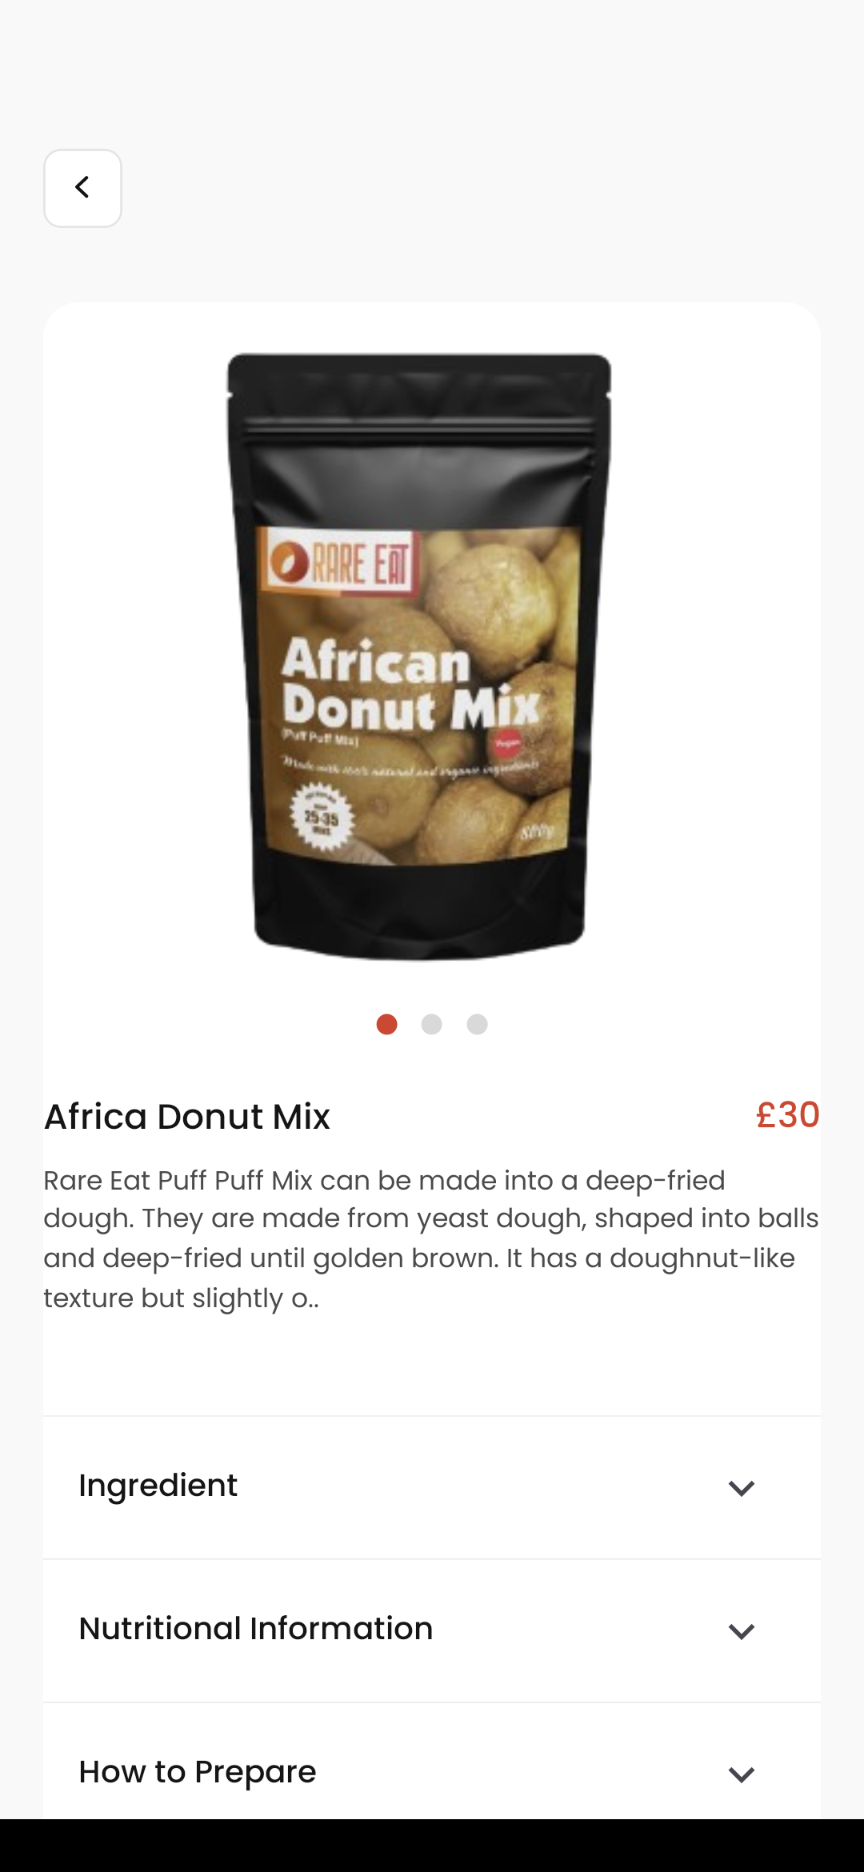 RARE EAT
African
Donut Mix
(Puff Puff Mix)
Vegan
Made with 100% natural and organic ingredients
25-35
MINS
800g
Africa Donut Mix
£30
Rare Eat Puff Puff Mix can be made into a deep-fried
dough. They are made from yeast dough, shaped into balls
and deep-fried until golden brown. It has a doughnut-like
texture but slightly o..
Ingredient
Nutritional Information
How to Prepare